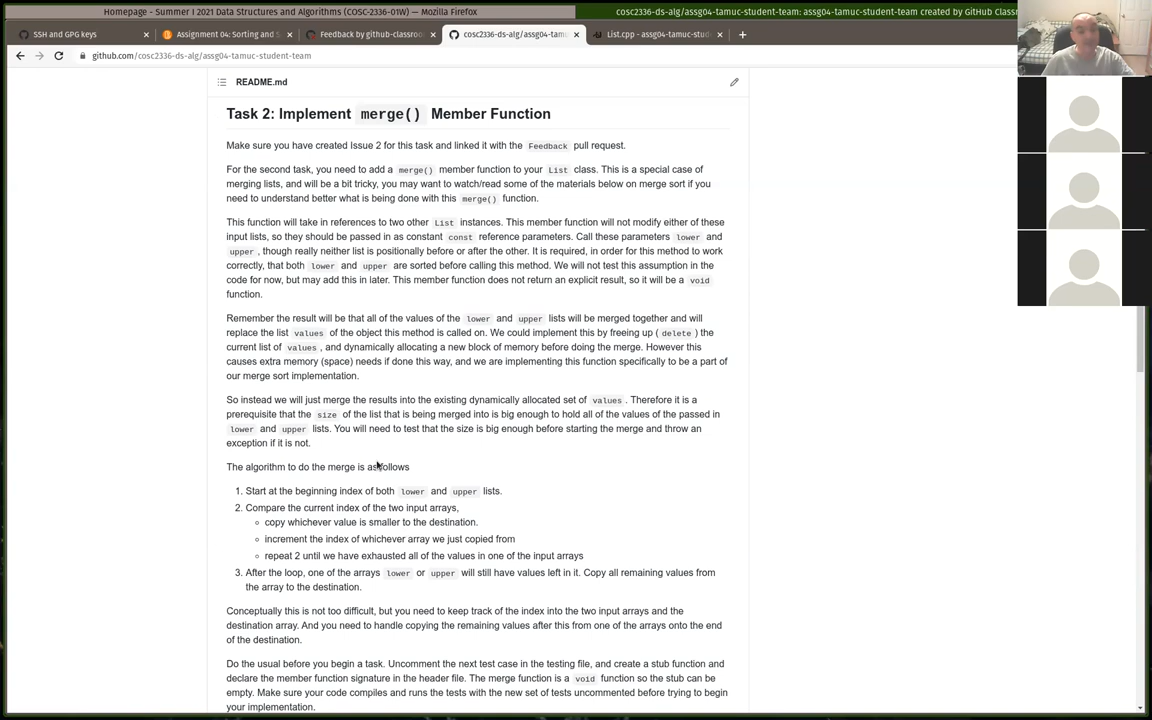 Homepage - Summer I 2021 Data Structures and Algorithms (COSC-2336-01W) — Mozilla Firefox
cosc2336-ds-alg/assg04-tamuc-student-team: assg04-tamuc-student-team created by GitHub Classr
SSH and GPG keys
Assignment 04: Sorting and S
Feedback by github-classroo
cosc2336-ds-alg/assg04-tamu
List.cpp - assg04-tamuc-stud
github.com/cosc2336-ds-alg/assg04-tamuc-student-team
README.md
Task 2: Implement merge() Member Function
Make sure you have created Issue 2 for this task and linked it with the Feedback pull request.
For the second task, you need to add a merge() member function to your List class. This is a special case of
merging lists, and will be a bit tricky, you may want to watch/read some of the materials below on merge sort if you
need to understand better what is being done with this merge() function.
This function will take in references to two other List instances. This member function will not modify either of these
input lists, so they should be passed in as constant const reference parameters. Call these parameters lower and
upper , though really neither list is positionally before or after the other. It is required, in order for this method to work
correctly, that both lower and upper are sorted before calling this method. We will not test this assumption in the
code for now, but may add this in later. This member function does not return an explicit result, so it will be a void
function.
Remember the result will be that all of the values of the lower and upper lists will be merged together and will
replace the list values of the object this method is called on. We could implement this by freeing up ( delete ) the
current list of values , and dynamically allocating a new block of memory before doing the merge. However this
causes extra memory (space) needs if done this way, and we are implementing this function specifically to be a part of
our merge sort implementation.
So instead we will just merge the results into the existing dynamically allocated set of values . Therefore it is a
prerequisite that the size of the list that is being merged into is big enough to hold all of the values of the passed in
lower and upper lists. You will need to test that the size is big enough before starting the merge and throw an
exception if it is not.
The algorithm to do the merge is as follows
1. Start at the beginning index of both lower and upper lists.
2. Compare the current index of the two input arrays,
◦ copy whichever value is smaller to the destination.
◦ increment the index of whichever array we just copied from
◦ repeat 2 until we have exhausted all of the values in one of the input arrays
3. After the loop, one of the arrays lower or upper will still have values left in it. Copy all remaining values from
the array to the destination.
Conceptually this is not too difficult, but you need to keep track of the index into the two input arrays and the
destination array. And you need to handle copying the remaining values after this from one of the arrays onto the end
of the destination.
Do the usual before you begin a task. Uncomment the next test case in the testing file, and create a stub function and
declare the member function signature in the header file. The merge function is a void function so the stub can be
empty. Make sure your code compiles and runs the tests with the new set of tests uncommented before trying to begin
your implementation.